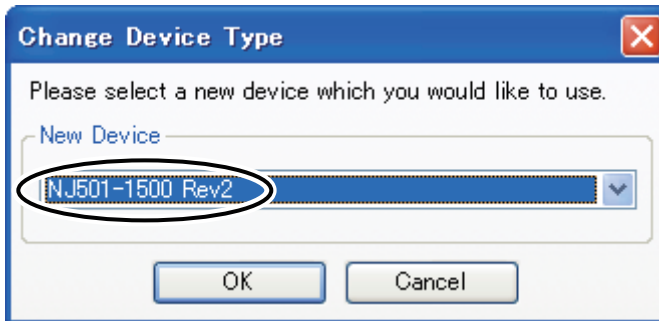 Change Device Type
Please select a new device which you would like to use.
New Device
NJ501-1500 Rev2
OK
Cancel